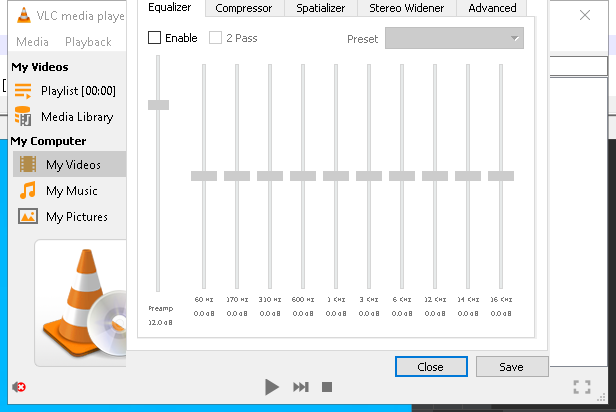 VLC media playe
Media Playback
My Videos
Playlist [00:00]
Media Library
My Computer
My Videos
My Music
My Pictures
Equalizer Compressor Spatializer Stereo Widener Advanced
Enable 2 Pass Preset
60 Hz 170 Hz 310 Hz 600 Hz 1 KHz 3 KHz 6 KHz 12 KHz 14 KHz 16 KHz
Preamp 0.0 dB 0.0 dB 0.0 dB 0.0 dB 0.0 dB 0.0 dB 0.0 dB 0.0 dB 0.0 dB 0.0 dB
12.0 dB
Close Save